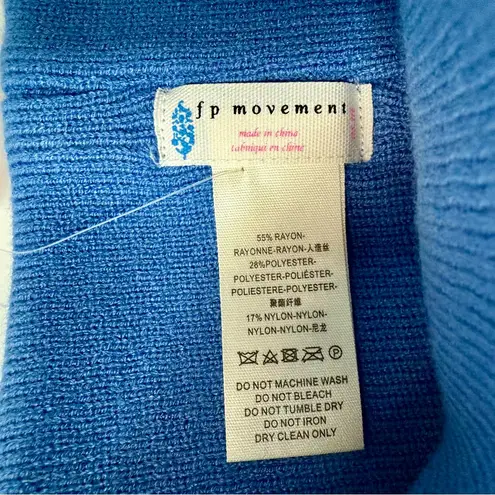 fp movement
made in china
fabriqué en chine
55% RAYON-
RAYONNE-RAYON-人造丝
28%POLYESTER-
POLYESTER-POLIÉSTER-
POLIESTERE-POLYESTER-
聚酯纤维
17% NYLON-NYLON-
NYLON-NYLON-尼龙
DO NOT MACHINE WASH
DO NOT BLEACH
DO NOT TUMBLE DRY
DO NOT IRON
DRY CLEAN ONLY